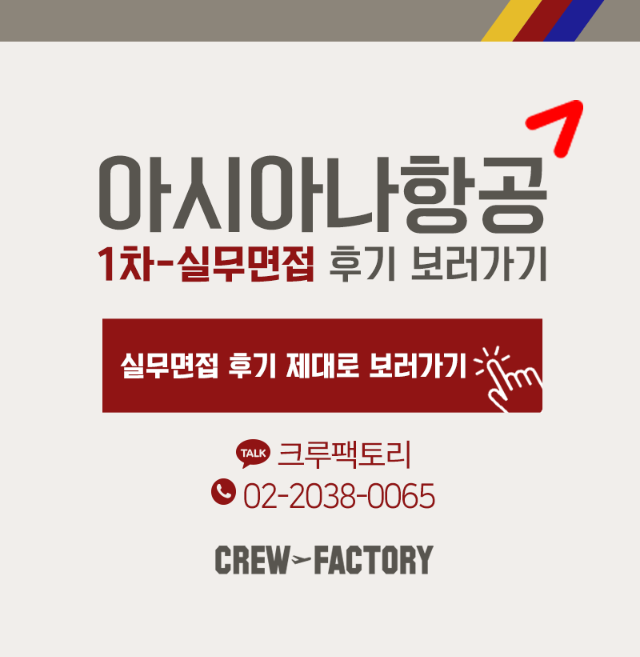 아시아나항공
1차-실무면접 후기 보러가기
실무면접 후기 제대로 보러가기
TALK 크루팩토리
02-2038-0065
CREW FACTORY